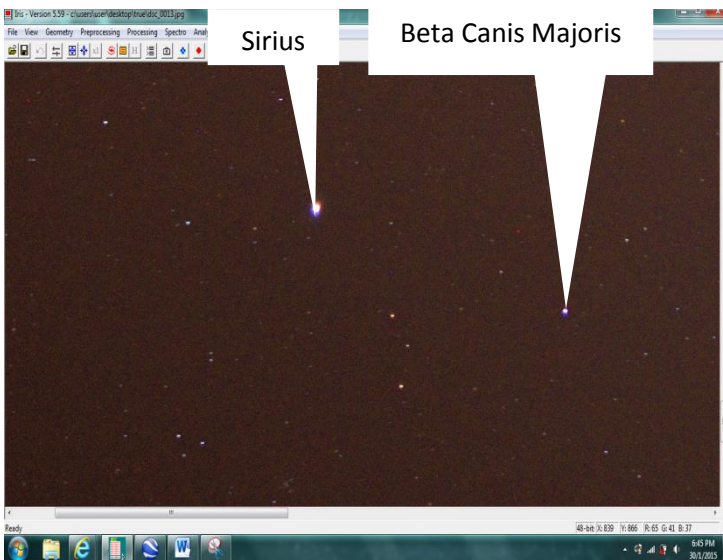 Iris - Version 5.59 - c:\users\user\desktop\true\dsc_0013.jpg
File View Geometry Preprocessing Processing Spectro
Sirius
Beta Canis Majoris
Ready
48-bit X: 839 Y: 866 R: 65 G: 41 B: 37
6:45 PM
30/1/2015